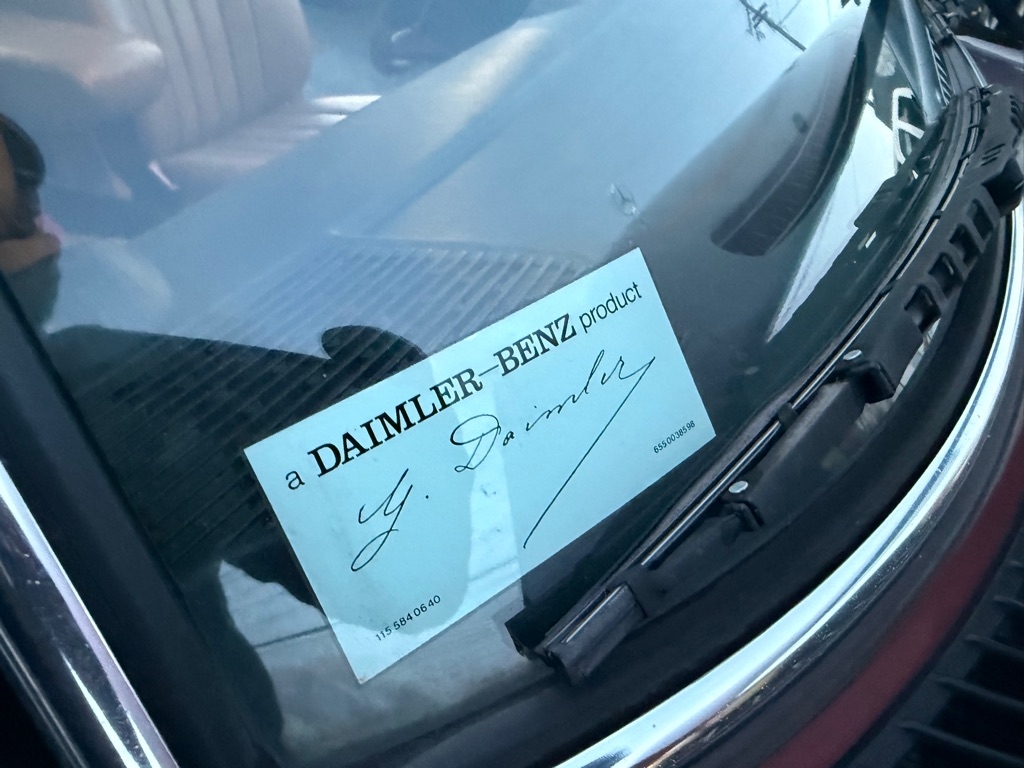 a DAIMLER-BENZ product
G. Daimler
6550038598
115 584 06 40